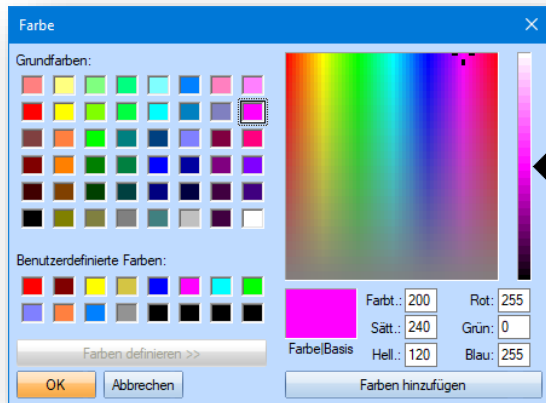 Farbe
Grundfarben:
Benutzerdefinierte Farben:
Farben definieren >>
OK
Abbrechen
Farbe|Basis
Farbt.: 200
Sätt.: 240
Hell.: 120
Rot: 255
Grün: 0
Blau: 255
Farben hinzufügen